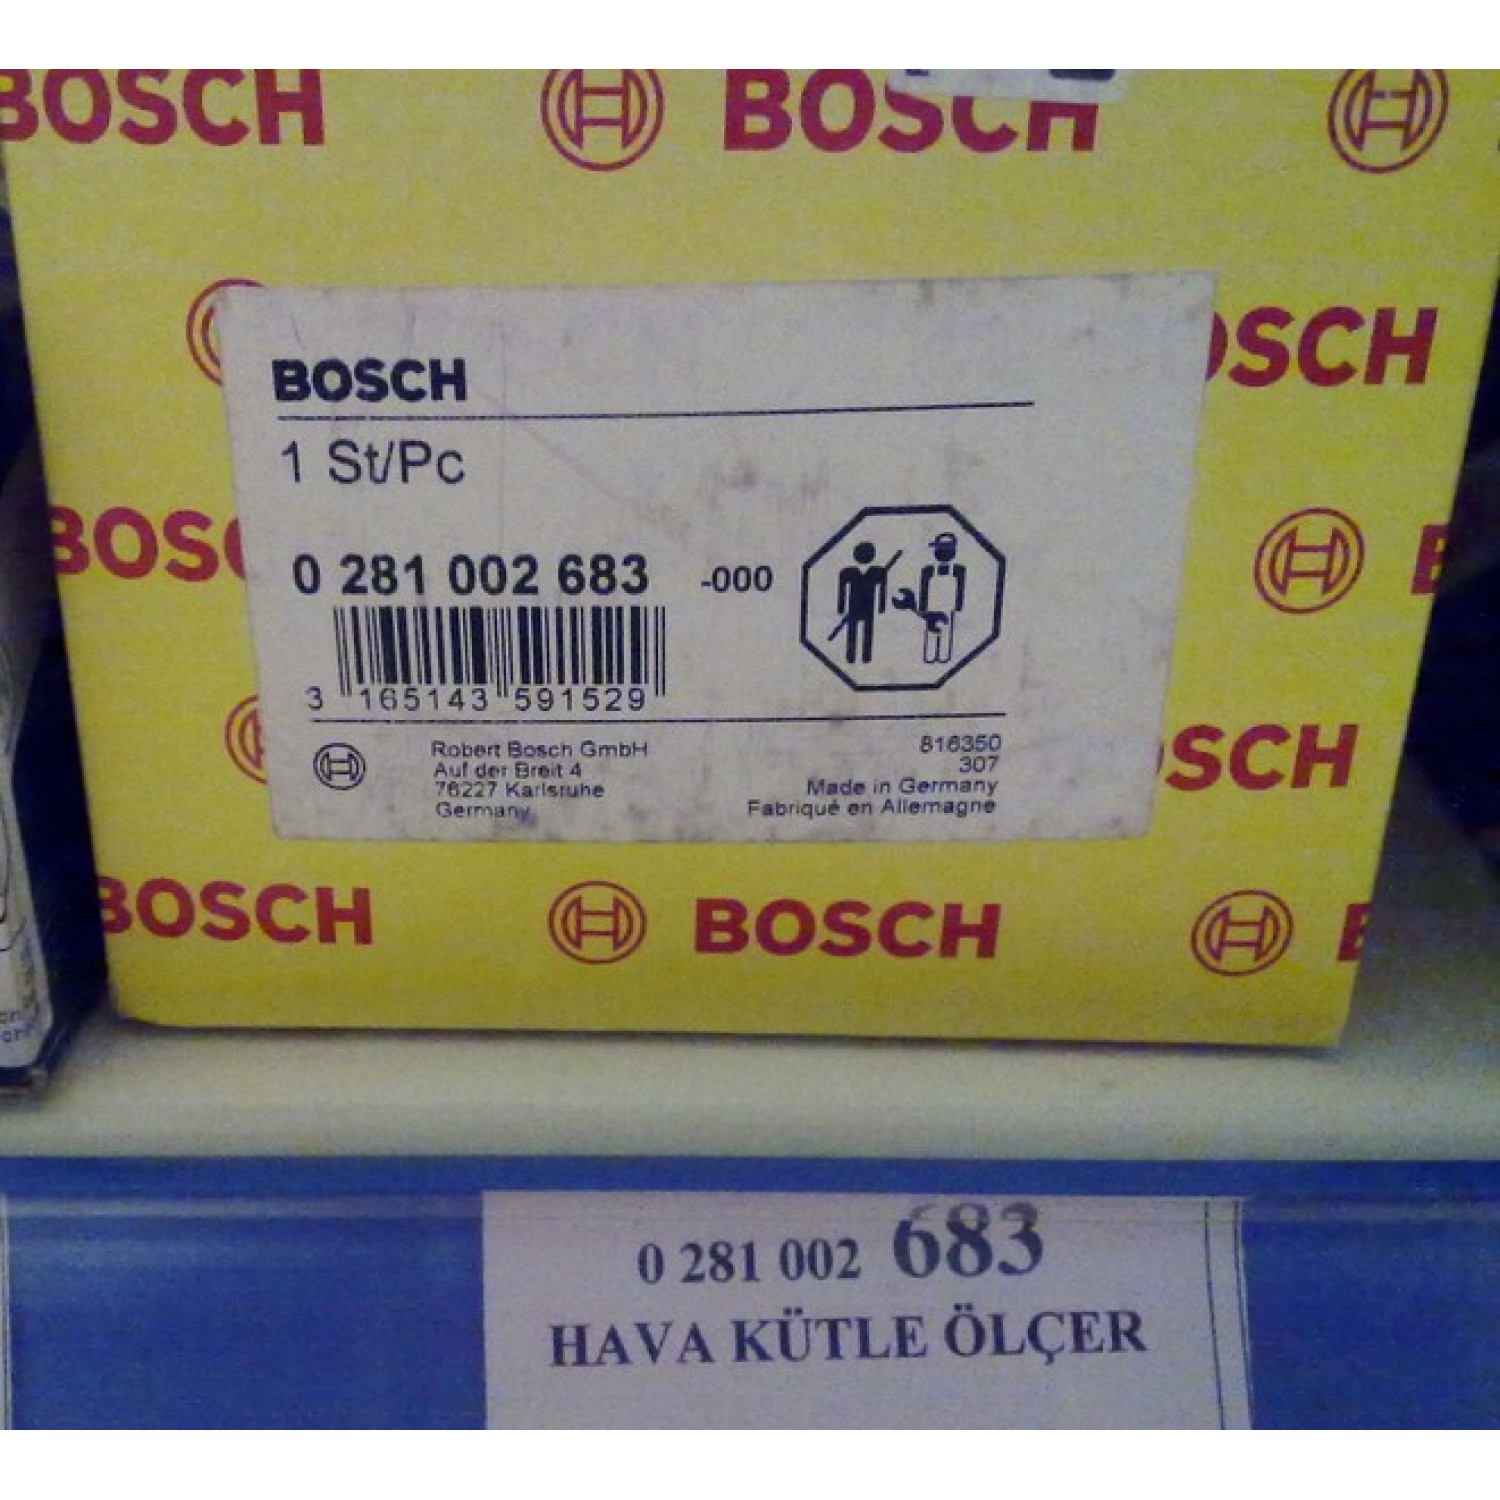 BOSCH BOSCH
BOSCH
BOSCH
1 St/Pc
0 281 002 683 -000
3 165143 591529
Robert Bosch GmbH
Auf der Breit 4
76227 Karlsruhe
Germany
816350
307
Made in Germany
Fabriqué en Allemagne
BOSCH BOSCH
0 281 002 683
HAVA KÜTLE ÖLÇER